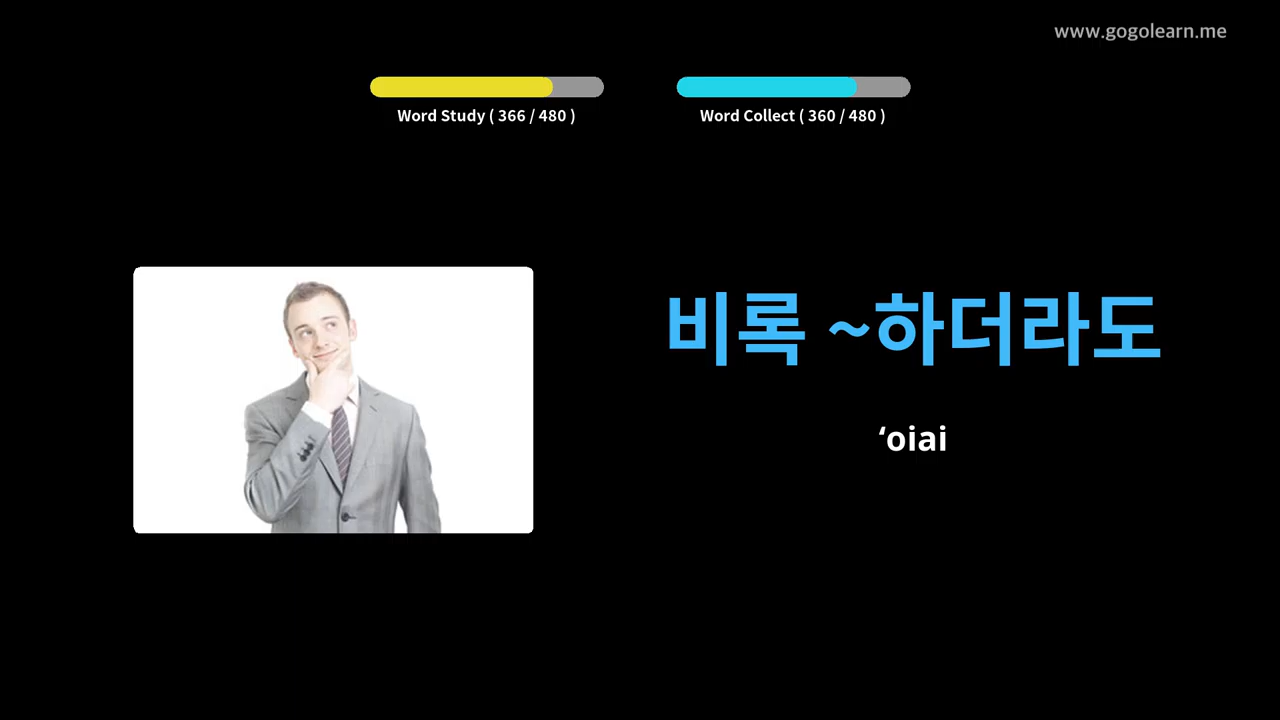 www.gogolearn.me
Word Study ( 366 / 480 )
Word Collect ( 360 / 480 )
비록 ~하더라도
‘oiai